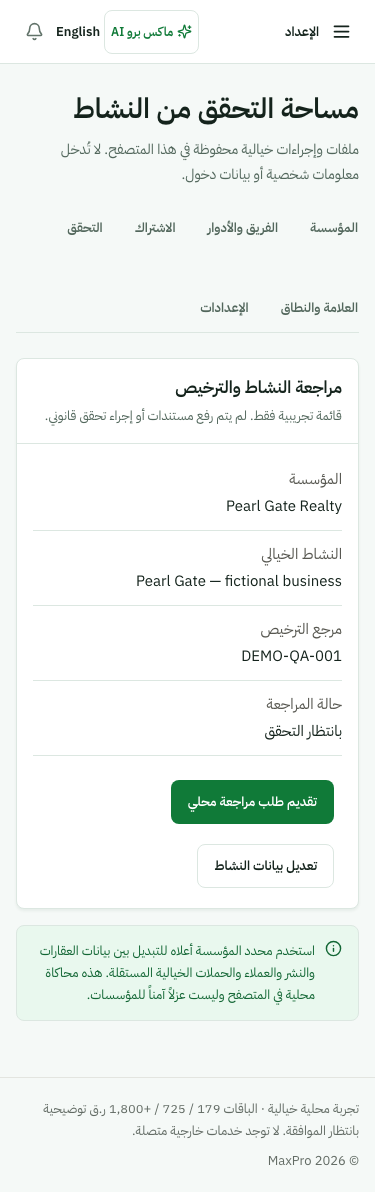 الإعداد
ماكس برو AI
English
مساحة التحقق من النشاط
ملفات وإجراءات خيالية محفوظة في هذا المتصفح. لا تُدخل
معلومات شخصية أو بيانات دخول.
المؤسسة الفريق والأدوار الاشتراك التحقق
العلامة والنطاق الإعدادات
مراجعة النشاط والترخيص
قائمة تجريبية فقط. لم يتم رفع مستندات أو إجراء تحقق قانوني.
المؤسسة
Pearl Gate Realty
النشاط الخيالي
Pearl Gate — fictional business
مرجع الترخيص
DEMO-QA-001
حالة المراجعة
بانتظار التحقق
تقديم طلب مراجعة محلي
تعديل بيانات النشاط
استخدم محدد المؤسسة أعلاه للتبديل بين بيانات العقارات
والنشر والعملاء والحملات الخيالية المستقلة. هذه محاكاة
محلية في المتصفح وليست عزلاً آمناً للمؤسسات.
تجربة محلية خيالية · الباقات 179 / 725 / +1,800 ر.ق توضيحية
بانتظار الموافقة. لا توجد خدمات خارجية متصلة.
© 2026 MaxPro